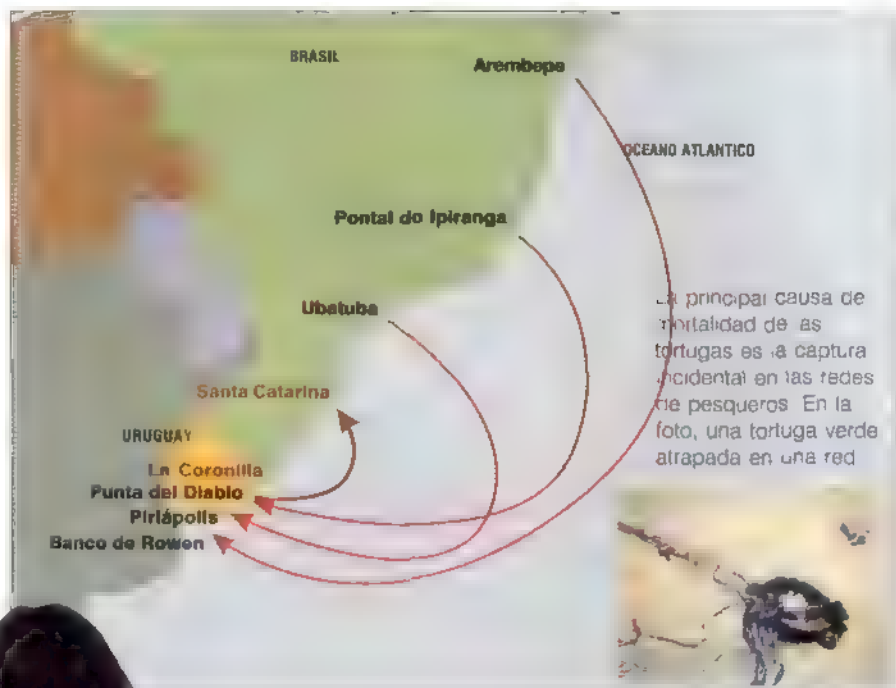 BRASIL
Arembepe
OCEANO ATLANTICO
Pontal do Ipiranga
Ubatuba
La principal causa de
mortalidad de las
tortugas es la captura
incidental en las redes
de pesqueros En la
foto, una tortuga verde
atrapada en una red
Santa Catarina
URUGUAY
La Coronilla
Punta del Diablo
Piriápolis
Banco de Rowen